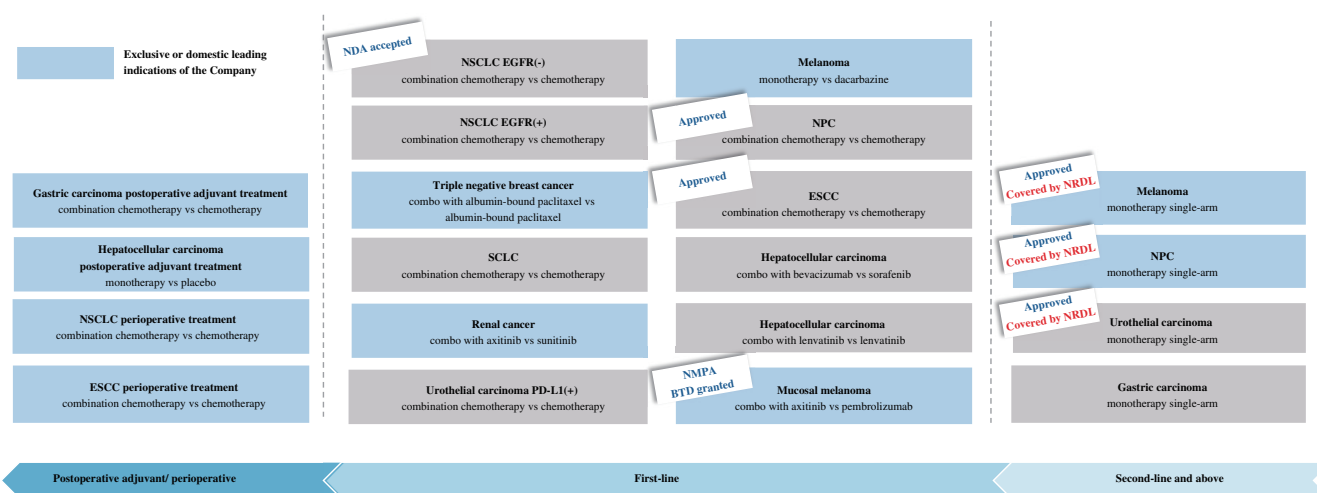 Exclusive or domestic leading
indications of the Company
Gastric carcinoma postoperative adjuvant treatment
combination chemotherapy vs chemotherapy
Hepatocellular carcinoma
postoperative adjuvant treatment
monotherapy vs placebo
NSCLC perioperative treatment
combination chemotherapy vs chemotherapy
ESCC perioperative treatment
combination chemotherapy vs chemotherapy
NDA accepted
NSCLC EGFR(-)
combination chemotherapy vs chemotherapy
NSCLC EGFR(+)
combination chemotherapy vs chemotherapy
Triple negative breast cancer
combo with albumin-bound paclitaxel vs
albumin-bound paclitaxel
SCLC
combination chemotherapy vs chemotherapy
Renal cancer
combo with axitinib vs sunitinib
Urothelial carcinoma PD-L1(+)
combination chemotherapy vs chemotherapy
Melanoma
monotherapy vs dacarbazine
Approved
NPC
combination chemotherapy vs chemotherapy
Approved
ESCC
combination chemotherapy vs chemotherapy
Hepatocellular carcinoma
combo with bevacizumab vs sorafenib
Hepatocellular carcinoma
combo with lenvatinib vs lenvatinib
NMPA
BTD granted
Mucosal melanoma
combo with axitinib vs pembrolizumab
Approved
Covered by NRDL
Melanoma
monotherapy single-arm
Approved
Covered by NRDL
NPC
monotherapy single-arm
Approved
Covered by NRDL
Urothelial carcinoma
monotherapy single-arm
Gastric carcinoma
monotherapy single-arm
Postoperative adjuvant/ perioperative
First-line
Second-line and above